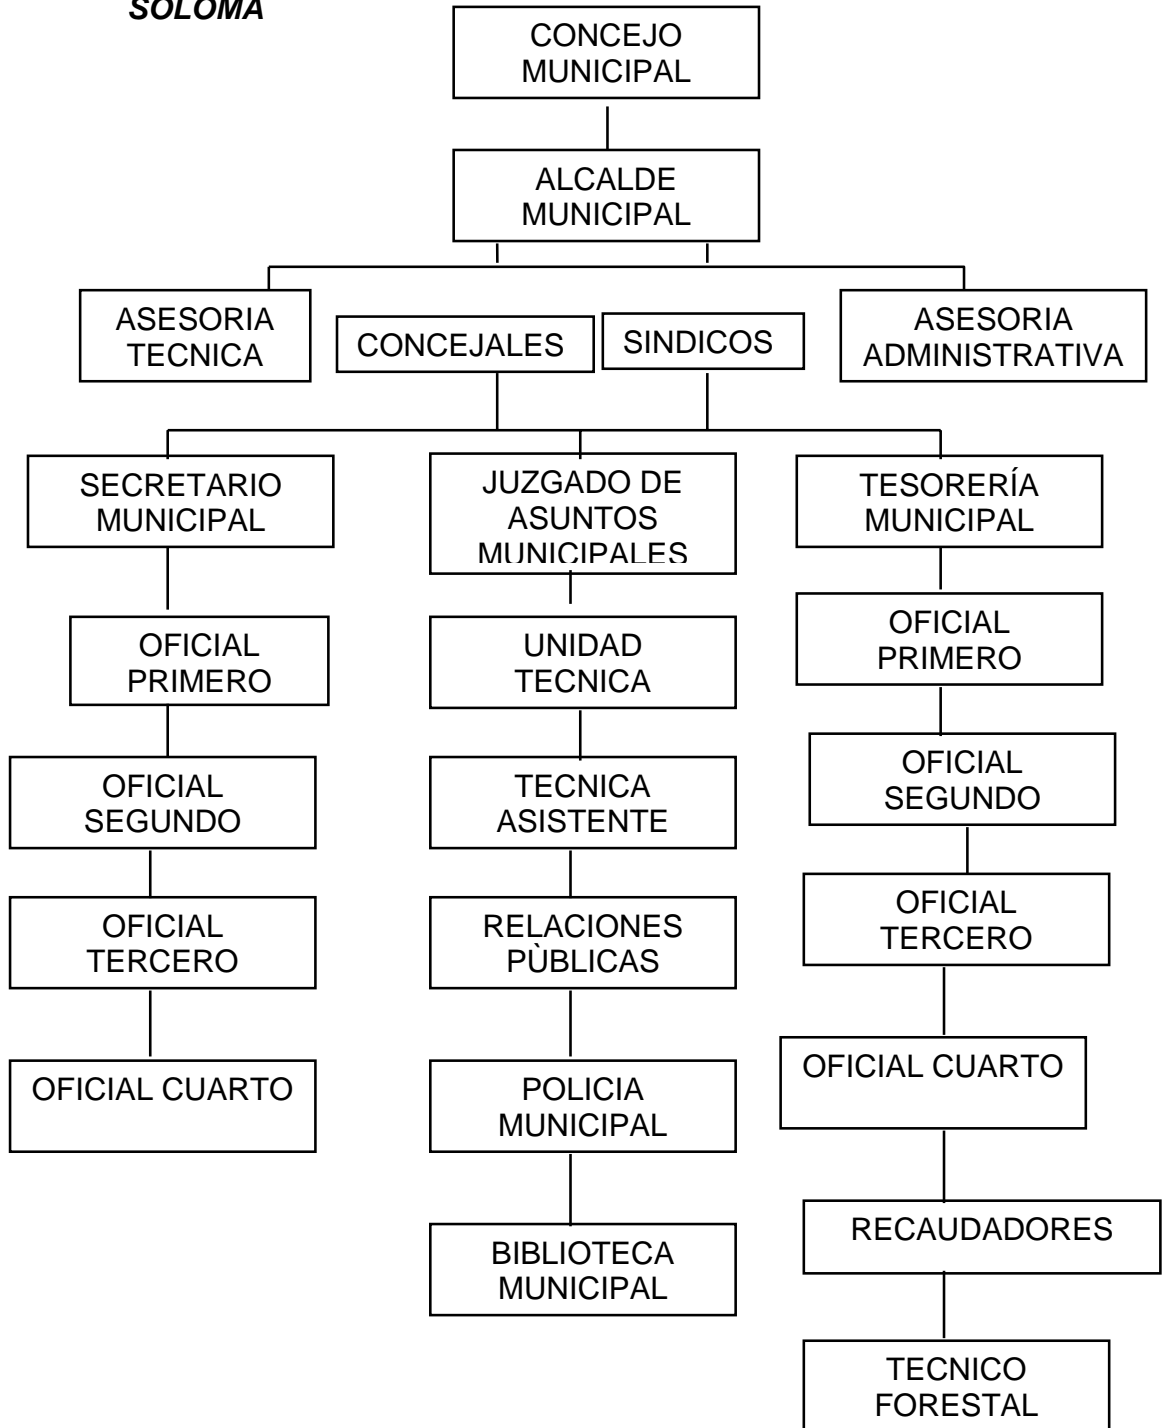 SOLOMA
CONCEJO
MUNICIPAL
ALCALDE
MUNICIPAL
ASESORIA
TECNICA
CONCEJALES
SINDICOS
ASESORIA
ADMINISTRATIVA
SECRETARIO
MUNICIPAL
JUZGADO DE
ASUNTOS
MUNICIPALES
TESORERÍA
MUNICIPAL
OFICIAL
PRIMERO
UNIDAD
TECNICA
OFICIAL
PRIMERO
OFICIAL
SEGUNDO
TECNICA
ASISTENTE
OFICIAL
SEGUNDO
OFICIAL
TERCERO
RELACIONES
PÙBLICAS
OFICIAL
TERCERO
OFICIAL CUARTO
POLICIA
MUNICIPAL
OFICIAL CUARTO
BIBLIOTECA
MUNICIPAL
RECAUDADORES
TECNICO
FORESTAL